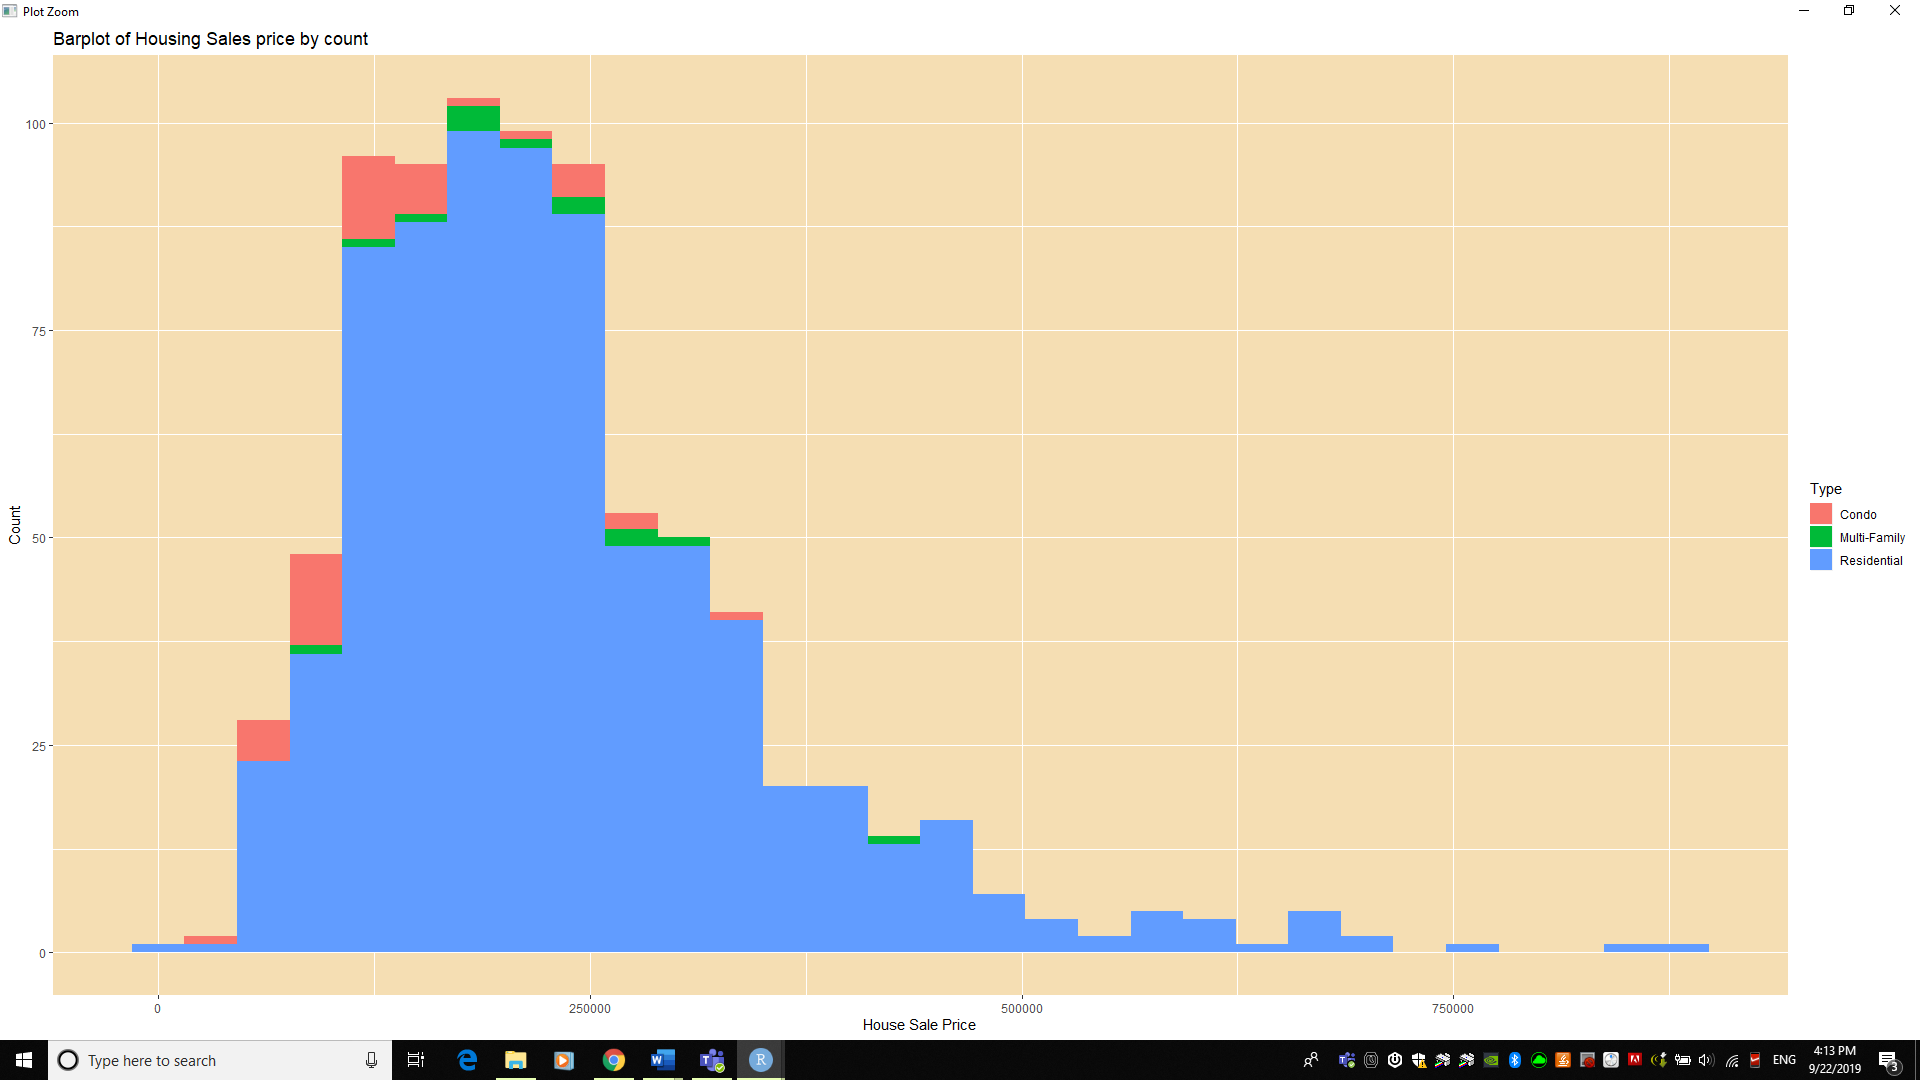 Plot Zoom
Barplot of Housing Sales price by count
100
75
50
25
0
Count
0
250000
500000
750000
House Sale Price
Type
Condo
Multi-Family
Residential
Type here to search
ENG
4:13 PM
9/22/2019
3